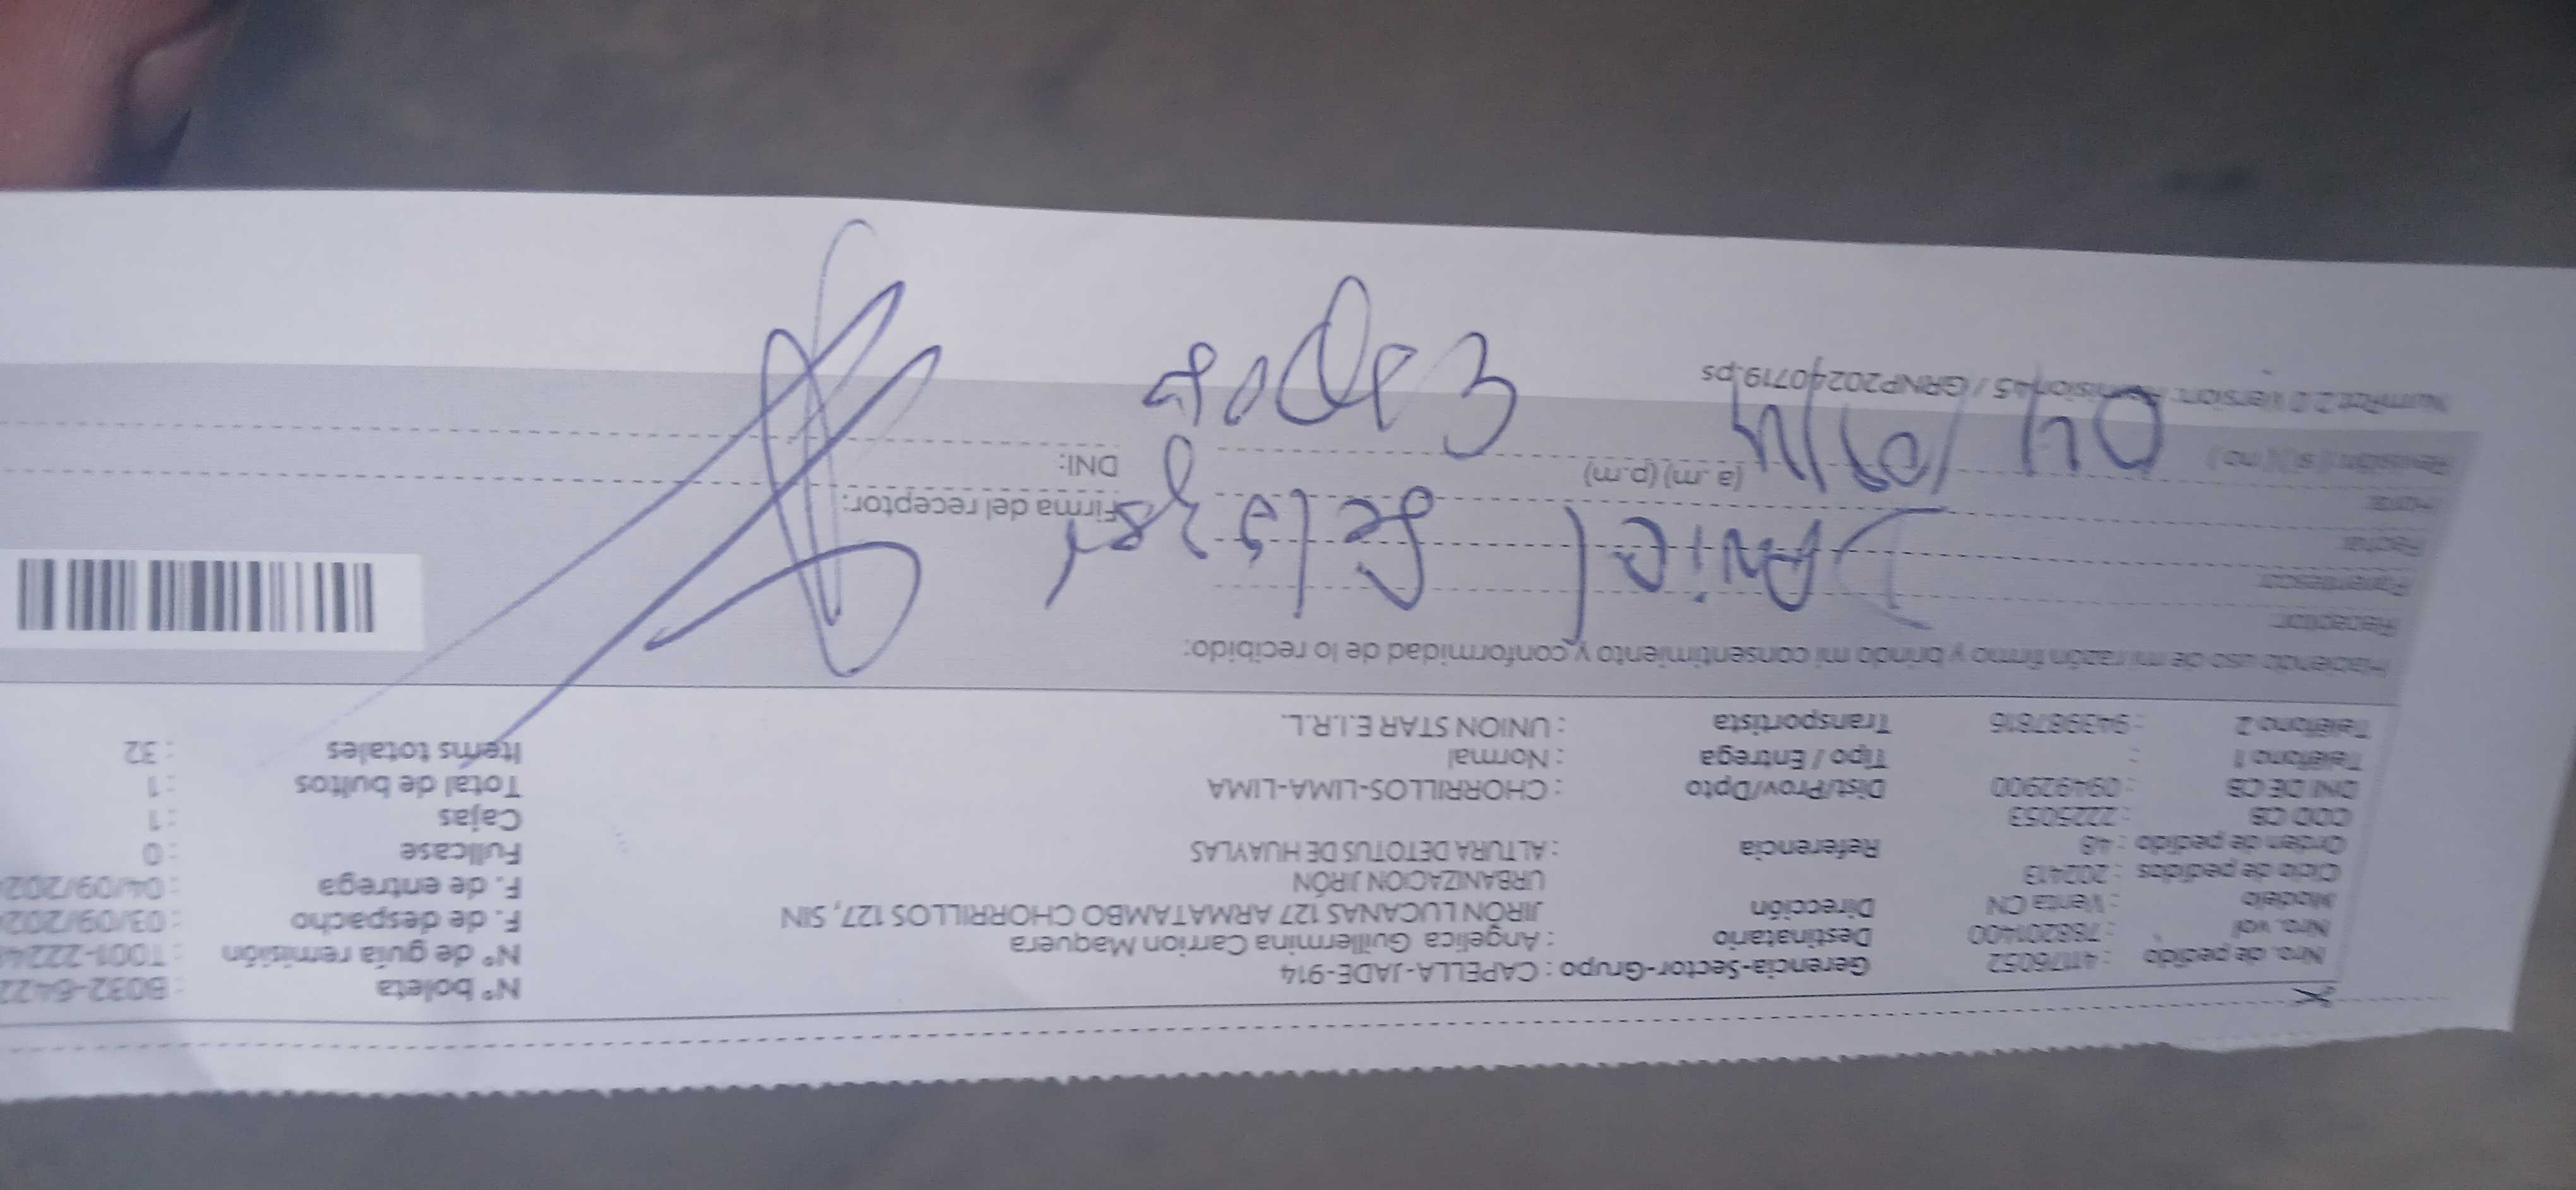 Nro. de pedido : 41176052
Nro. vol : 788201400
Modelo : Venta CN
Ciclo de pedidos : 202413
Orden de pedido : 48
COD CB : 2225053
DNI DE CB : 09492900
Teléfono 1 :
Teléfono 2 : 943987616
Gerencia-Sector-Grupo : CAPELLA-JADE-914
Destinatario : Angelica Guillermina Carrion Maquera
Dirección JIRÓN LUCANAS 127 ARMATAMBO CHORRILLOS 127, SIN
URBANIZACION JIRÓN
Referencia : ALTURA DETOTUS DE HUAYLAS
Dist/Prov/Dpto : CHORRILLOS-LIMA-LIMA
Tipo / Entrega : Normal
Transportista : UNION STAR E.I.R.L.
N° boleta : B032-6422
N° de guía remisión : T001-2224
F. de despacho : 03/09/202
F. de entrega : 04/09/202
Fullcase : 0
Cajas : 1
Total de bultos : 1
Items totales : 32
Haciendo uso de mi razón firmo y brindo mi consentimiento y conformidad de lo recibido:
Receptor:
Parentesco:
Fecha:
Hora: (a .m) (p.m)
Revisión: ( si ) ( no )
Firma del receptor:
DNI:
DANiel
Esposo
04/09/24
/ GRNP20240719.ps